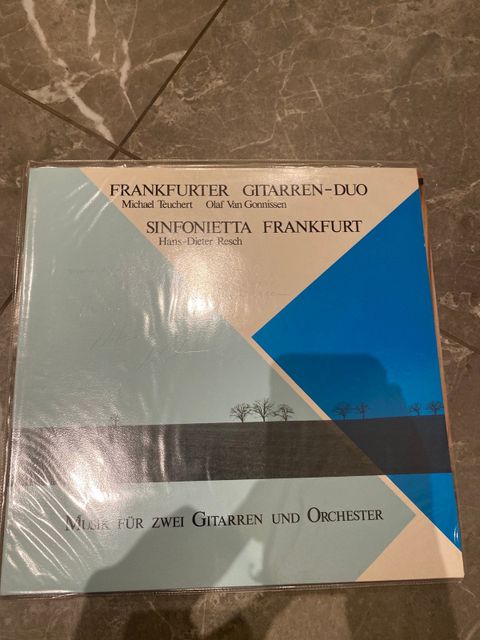 FRANKFURTER GITARREN-DUO
Michael Teuchert Olaf Van Gonnissen
SINFONIETTA FRANKFURT
Hans-Dieter Resch
MUSIK FÜR ZWEI GITARREN UND ORCHESTER